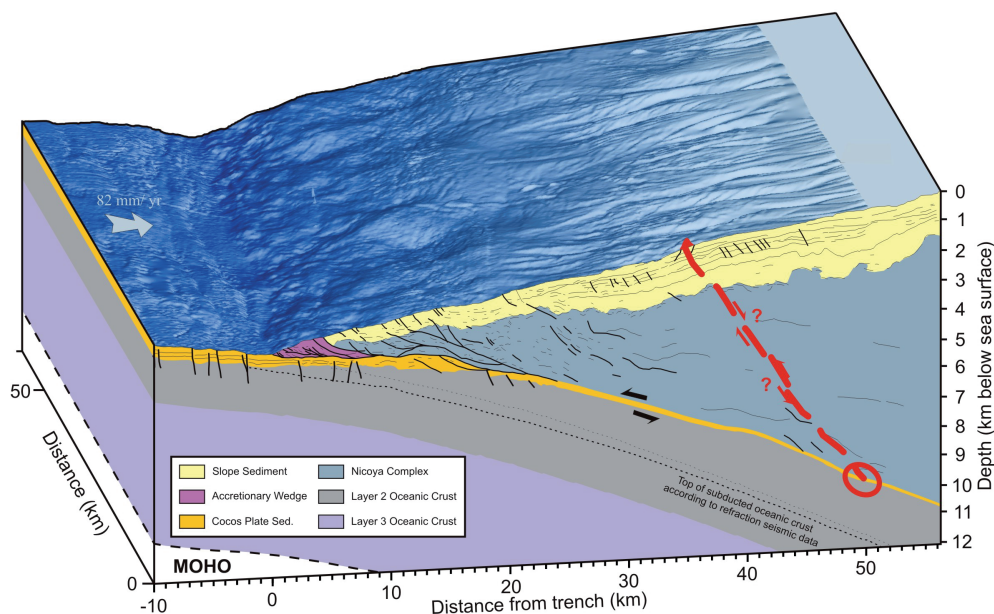 82 mm/ yr
0
1
2
3
4
5
6
7
8
9
10
11
12
Depth (km below sea surface)
?
?
50
Distance (km)
0
Slope Sediment
Accretionary Wedge
Cocos Plate Sed.
Nicoya Complex
Layer 2 Oceanic Crust
Layer 3 Oceanic Crust
Top of subducted oceanic crust
according to refraction seismic
data
MOHO
-10
0
10
20
30
40
50
Distance from trench (km)